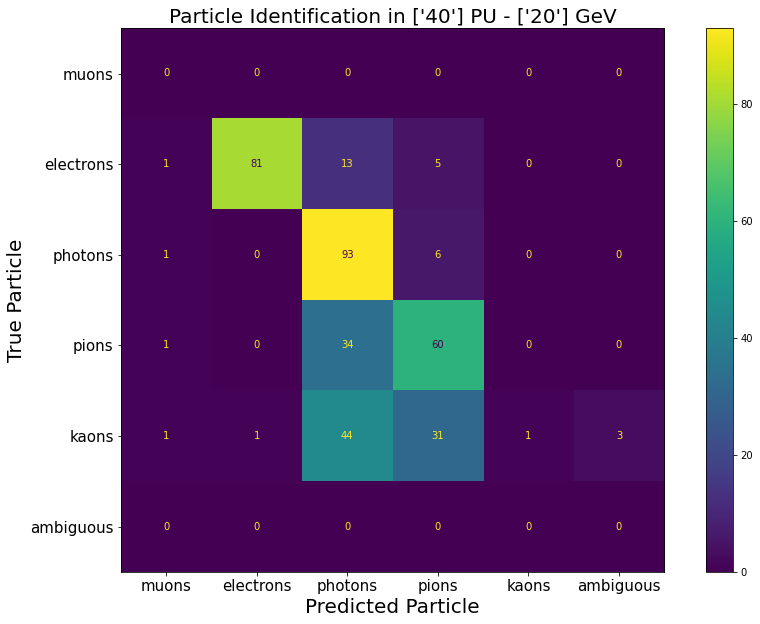 Particle Identification in ['40'] PU - ['20'] GeV
True Particle
muons 0 0 0 0 0 0
electrons 1 81 13 5 0 0
photons 1 0 93 6 0 0
pions 1 0 34 60 0 0
kaons 1 1 44 31 1 3
ambiguous 0 0 0 0 0 0
muons electrons photons pions kaons ambiguous
Predicted Particle
80
60
40
20
0